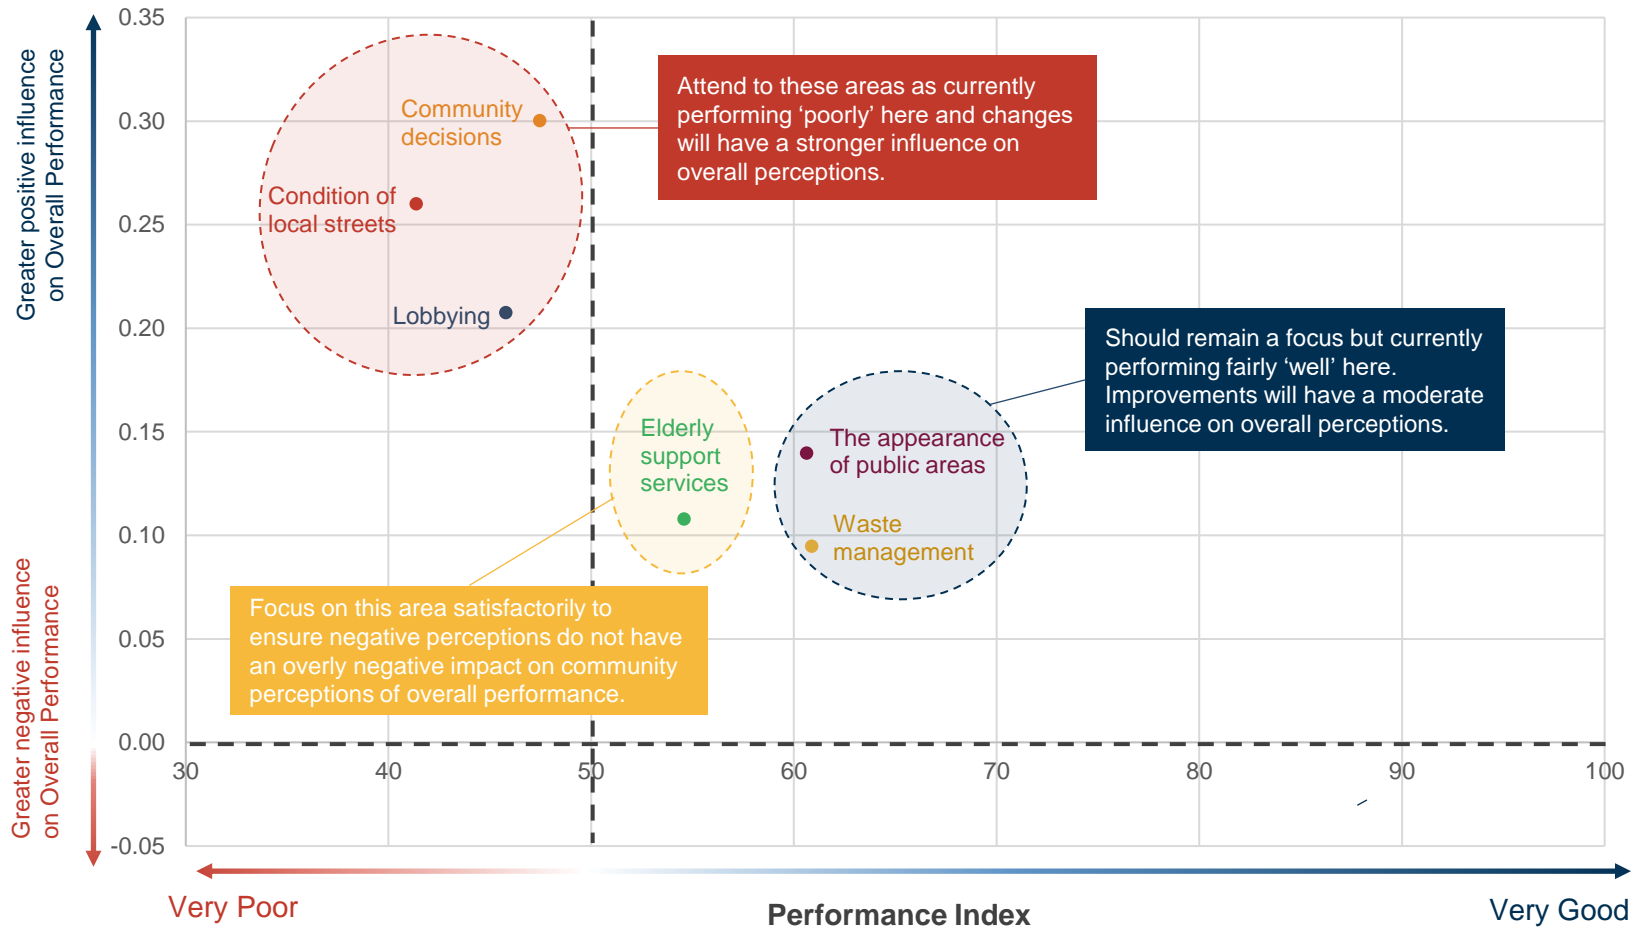 Greater positive influence
on Overall Performance
Greater negative influence
on Overall Performance
0.35
0.30
0.25
0.20
0.15
0.10
0.05
0.00
-0.05
Community
decisions
Condition of
local streets
Lobbying
Attend to these areas as currently
performing ‘poorly’ here and changes
will have a stronger influence on
overall perceptions.
Should remain a focus but currently
performing fairly ‘well’ here.
Improvements will have a moderate
influence on overall perceptions.
Elderly
support
services
The appearance
of public areas
Waste
management
Focus on this area satisfactorily to
ensure negative perceptions do not have
an overly negative impact on community
perceptions of overall performance.
30 40 50 60 70 80 90 100
Very Poor
Performance Index
Very Good